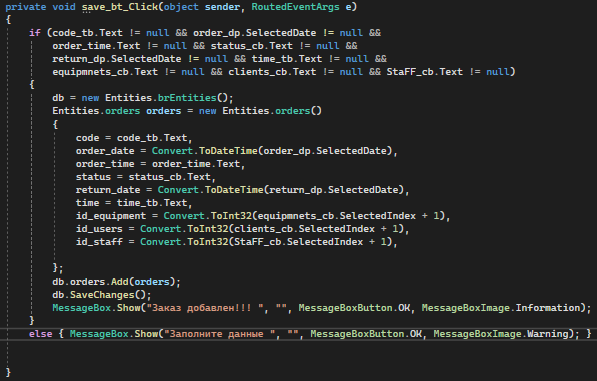 private void save_bt_Click(object sender, RoutedEventArgs e)
{
if (code_tb.Text != null && order_dp.SelectedDate != null &&
order_time.Text != null && status_cb.Text != null &&
return_dp.SelectedDate != null && time_tb.Text != null &&
equipmnets_cb.Text != null && clients_cb.Text != null && StaFF_cb.Text != null)
{
db = new Entities.brEntities();
Entities.orders orders = new Entities.orders()
{
code = code_tb.Text,
order_date = Convert.ToDateTime(order_dp.SelectedDate),
order_time = order_time.Text,
status = status_cb.Text,
return_date = Convert.ToDateTime(return_dp.SelectedDate),
time = time_tb.Text,
id_equipment = Convert.ToInt32(equipmnets_cb.SelectedIndex + 1),
id_users = Convert.ToInt32(clients_cb.SelectedIndex + 1),
id_staff = Convert.ToInt32(StaFF_cb.SelectedIndex + 1),
};
db.orders.Add(orders);
db.SaveChanges();
MessageBox.Show("Заказ добавлен!!! ", "", MessageBoxButton.OK, MessageBoxImage.Information);
}
else { MessageBox.Show("Заполните данные ", "", MessageBoxButton.OK, MessageBoxImage.Warning); }
}